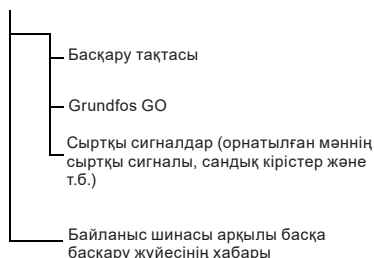 Басқару тақтасы
Grundfos GO
Сыртқы сигналдар (орнатылған мәннің
сыртқы сигналы, сандық кірістер және
т.б.)
Байланыс шинасы арқылы басқа
басқару жүйесінің хабары